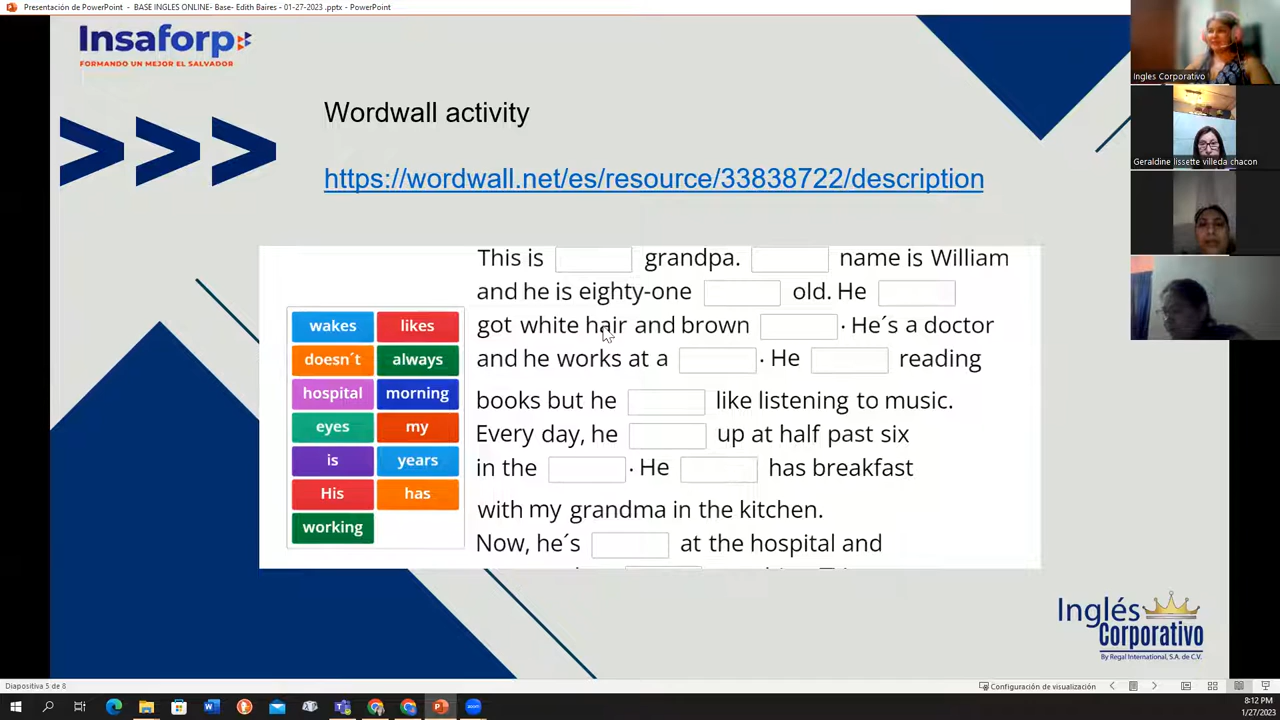 Presentación de PowerPoint - BASE INGLES ONLINE- Base- Edith Baires - 01-27-2023 .pptx - PowerPoint
Insaforp
FORMANDO UN MEJOR EL SALVADOR
Ingles Corporativo
Geraldine lissette villeda chacon
Wordwall activity
https://wordwall.net/es/resource/33838722/description
This is grandpa. name is William
and he is eighty-one old. He
got white hair and brown . He´s a doctor
and he works at a . He reading
books but he like listening to music.
Every day, he up at half past six
in the . He has breakfast
with my grandma in the kitchen.
Now, he´s at the hospital and
wakes likes
doesn´t always
hospital morning
eyes my
is years
His has
working
Inglés
Corporativo
By Regal International, S.A. de C.V.
Diapositiva 5 de 8
Configuración de visualización
8:12 PM
1/27/2023